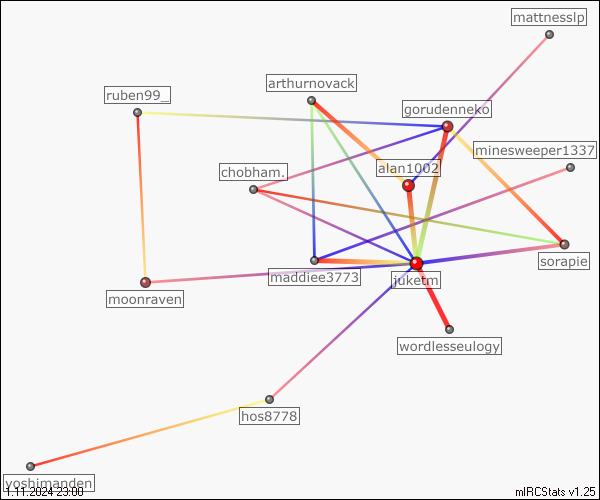 mattnesslp
arthurnovack
ruben99_
gorudenneko
minesweeper1337
chobham.
alan1002
sorapie
maddiee3773
juketm
moonraven
wordlesseulogy
hos8778
yoshimanden
1.11.2024 23:00
mIRCStats v1.25